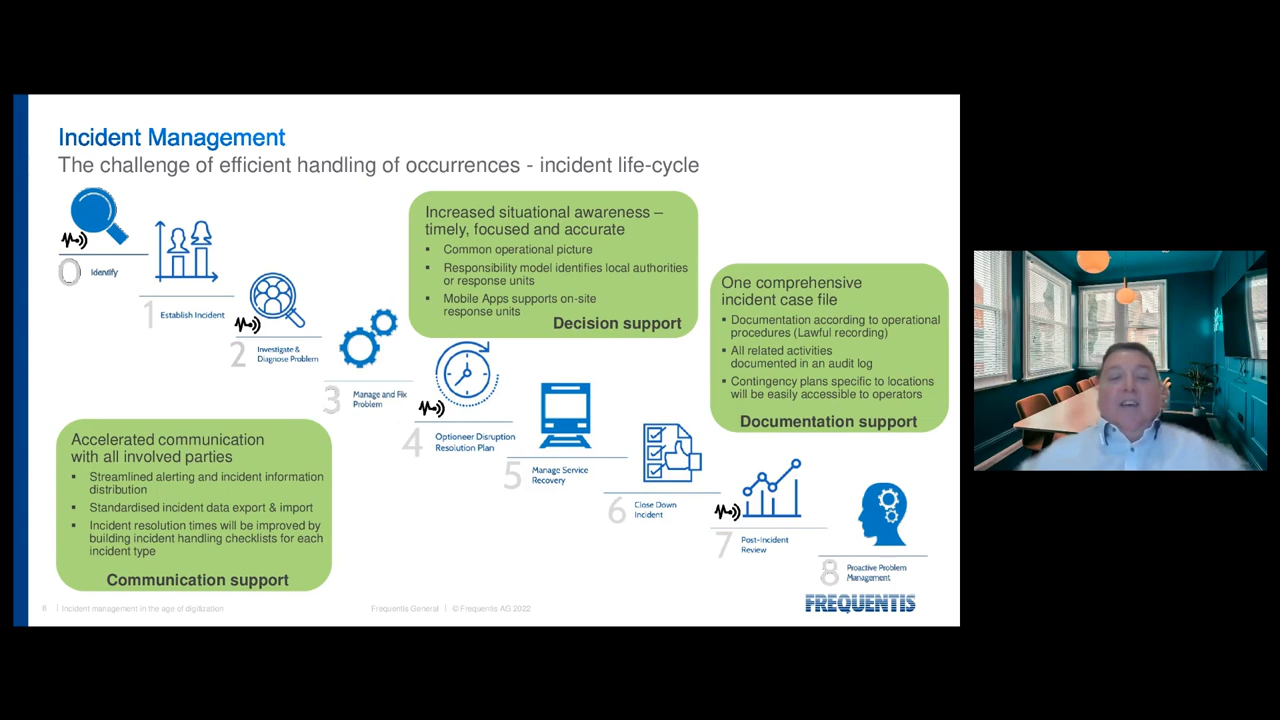 Incident Management
The challenge of efficient handling of occurrences - incident life-cycle
0 Identify
1 Establish Incident
2 Investigate &
Diagnose Problem
3 Manage and Fix
Problem
4 Optioneer Disruption
Resolution Plan
5 Manage Service
Recovery
6 Close Down
Incident
7 Post-Incident
Review
8 Proactive Problem
Management
Increased situational awareness –
timely, focused and accurate
▪ Common operational picture
▪ Responsibility model identifies local authorities
or response units
▪ Mobile Apps supports on-site
response units
Decision support
One comprehensive
incident case file
▪ Documentation according to operational
procedures (Lawful recording)
▪ All related activities
documented in an audit log
▪ Contingency plans specific to locations
will be easily accessible to operators
Documentation support
Accelerated communication
with all involved parties
▪ Streamlined alerting and incident information
distribution
▪ Standardised incident data export & import
▪ Incident resolution times will be improved by
building incident handling checklists for each
incident type
Communication support
8 | Incident management in the age of digitization
Frequentis General | © Frequentis AG 2022
FREQUENTIS